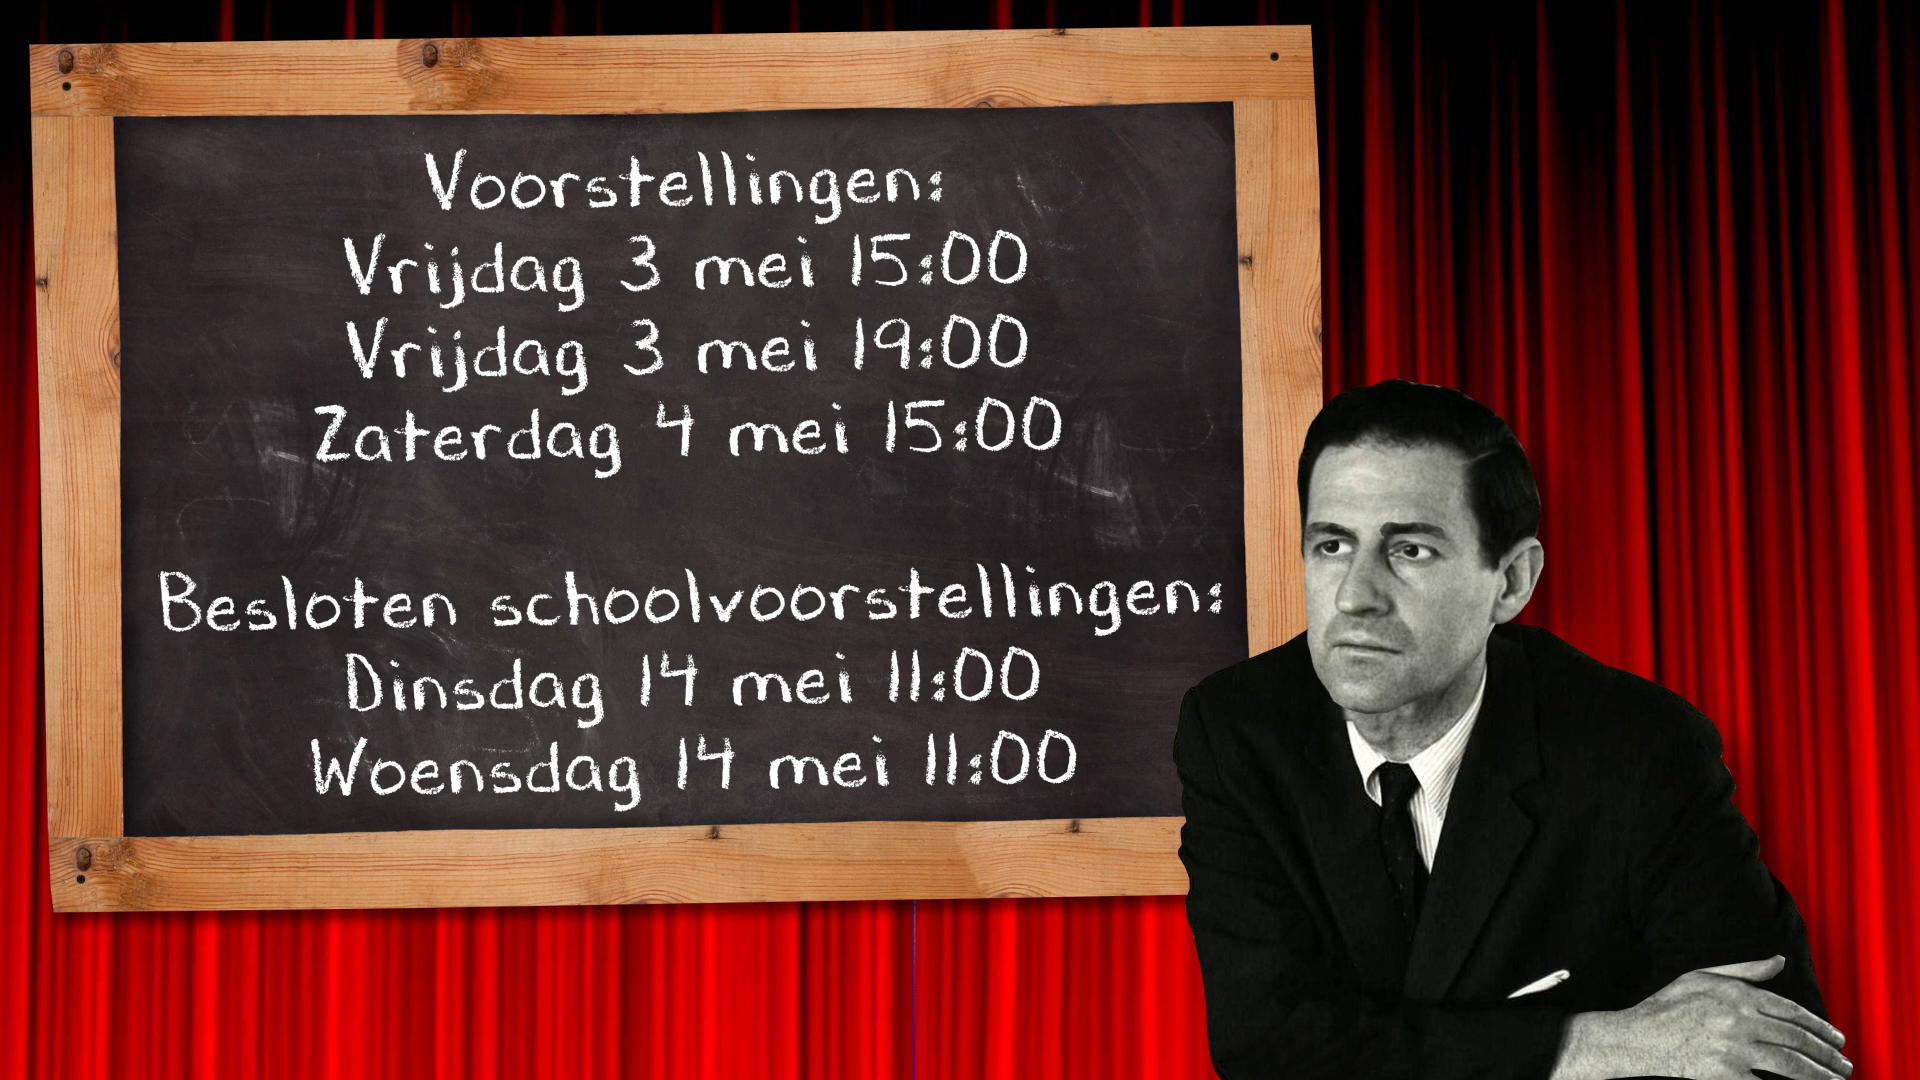 Voorstellingen:
Vrijdag 3 mei 15:00
Vrijdag 3 mei 19:00
Zaterdag 4 mei 15:00
Besloten schoolvoorstellingen:
Dinsdag 14 mei 11:00
Woensdag 14 mei 11:00